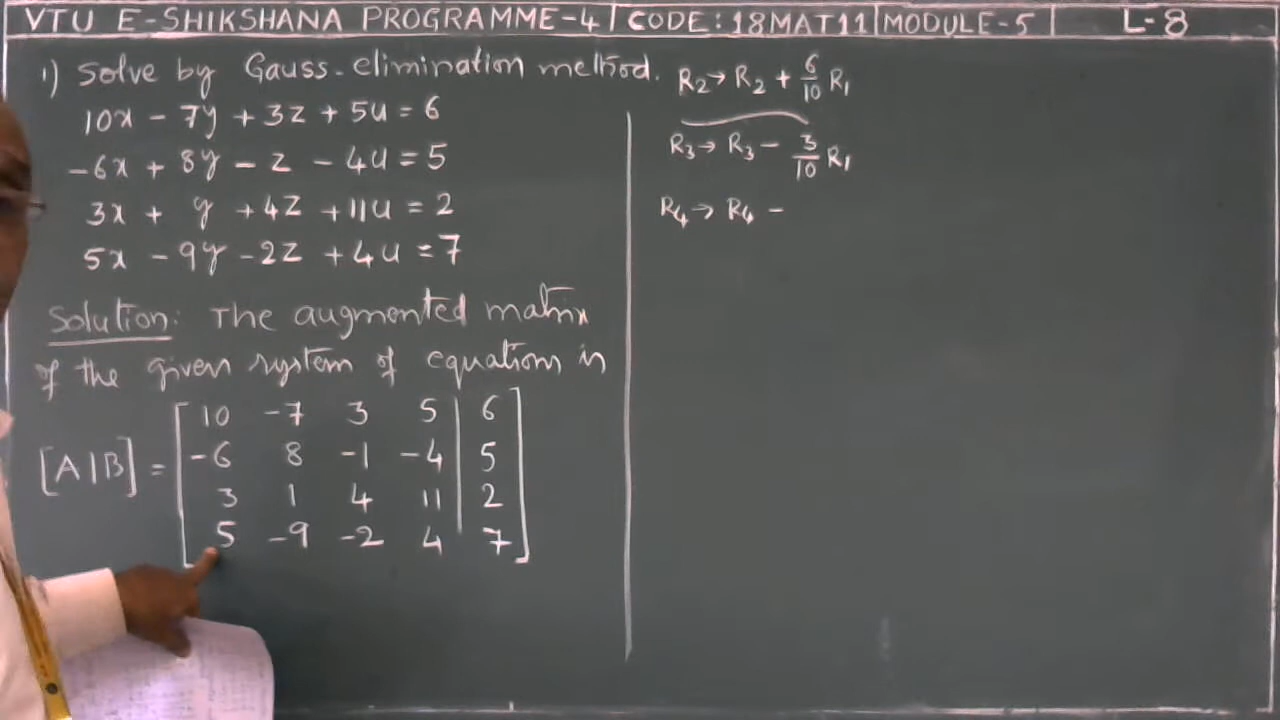 VTU E-SHIKSHANA PROGRAMME-4 | CODE: 18MAT11 | MODULE-5 | L-8
1) Solve by Gauss-elimination method.
10x - 7y + 3z + 5u = 6
-6x + 8y - z - 4u = 5
3x + y + 4z + 11u = 2
5x - 9y - 2z + 4u = 7
Solution: The augmented matrix
of the given system of equations is
[A|B] = [ 10 -7 3 5 | 6 ]
-6 8 -1 -4 | 5
3 1 4 11 | 2
5 -9 -2 4 | 7
R2 → R2 + 6/10 R1
R3 → R3 - 3/10 R1
R4 → R4 -